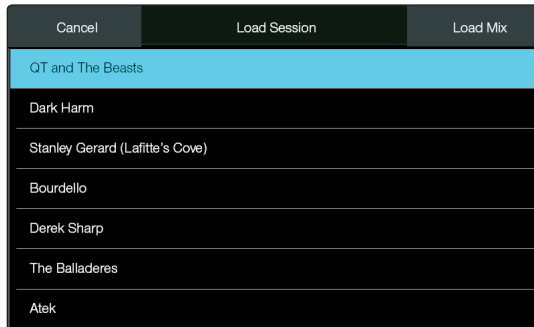 Cancel Load Session Load Mix
QT and The Beasts
Dark Harm
Stanley Gerard (Lafitte's Cove)
Bourdello
Derek Sharp
The Balladeres
Atek